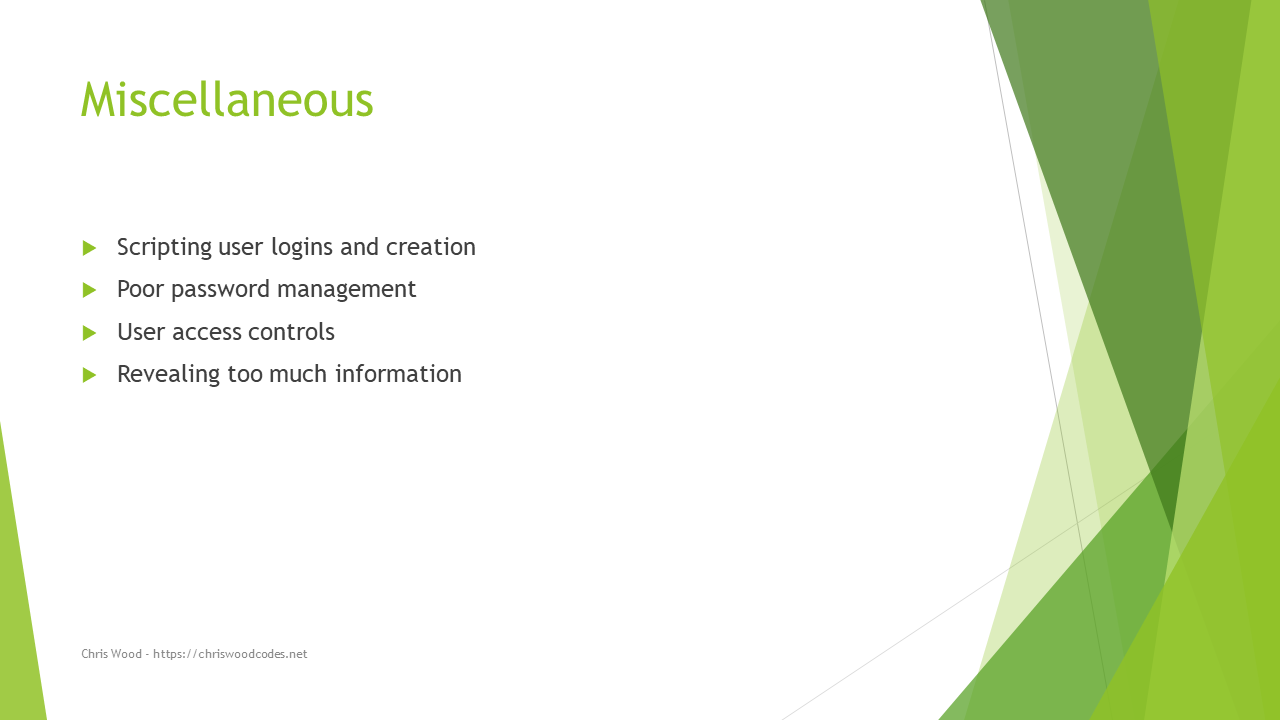 Miscellaneous
Scripting user logins and creation
Poor password management
User access controls
Revealing too much information
Chris Wood - https://chriswoodcodes.net